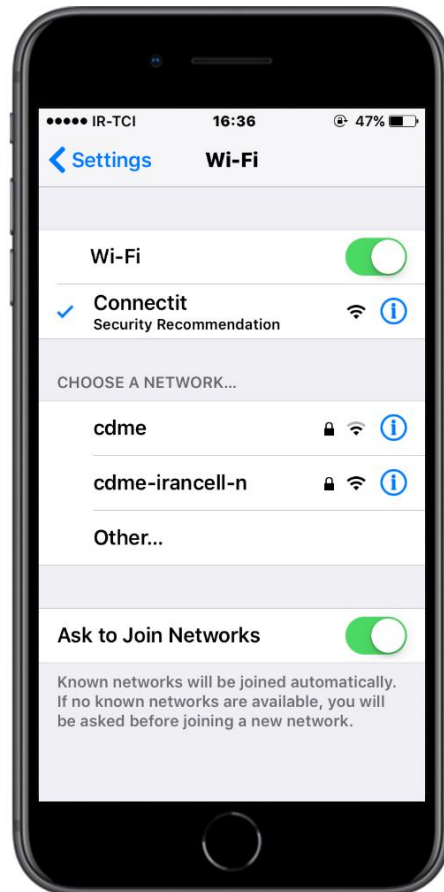 IR-TCI 16:36 47%
Settings Wi-Fi
Wi-Fi
Connectit
Security Recommendation
CHOOSE A NETWORK...
cdme
cdme-irancell-n
Other...
Ask to Join Networks
Known networks will be joined automatically.
If no known networks are available, you will
be asked before joining a new network.